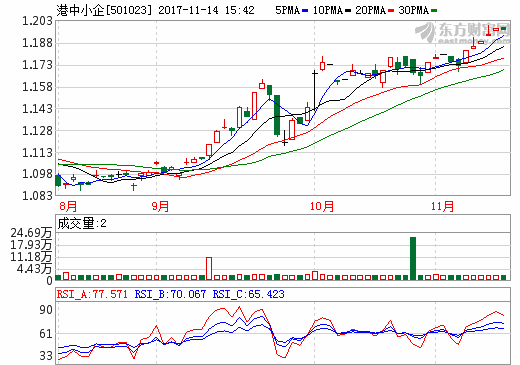 港中小企[501023] 2017-11-14 15:42 5PMA 10PMA 20PMA 30PMA
东方财富网
eastmoney.com
1.203
1.188
1.173
1.158
1.143
1.128
1.113
1.098
1.083
8月 9月 10月 11月
成交量:2
24.69万
17.93万
11.18万
4.43万
0
RSI_A:77.571 RSI_B:70.067 RSI_C:65.423
90
61
33